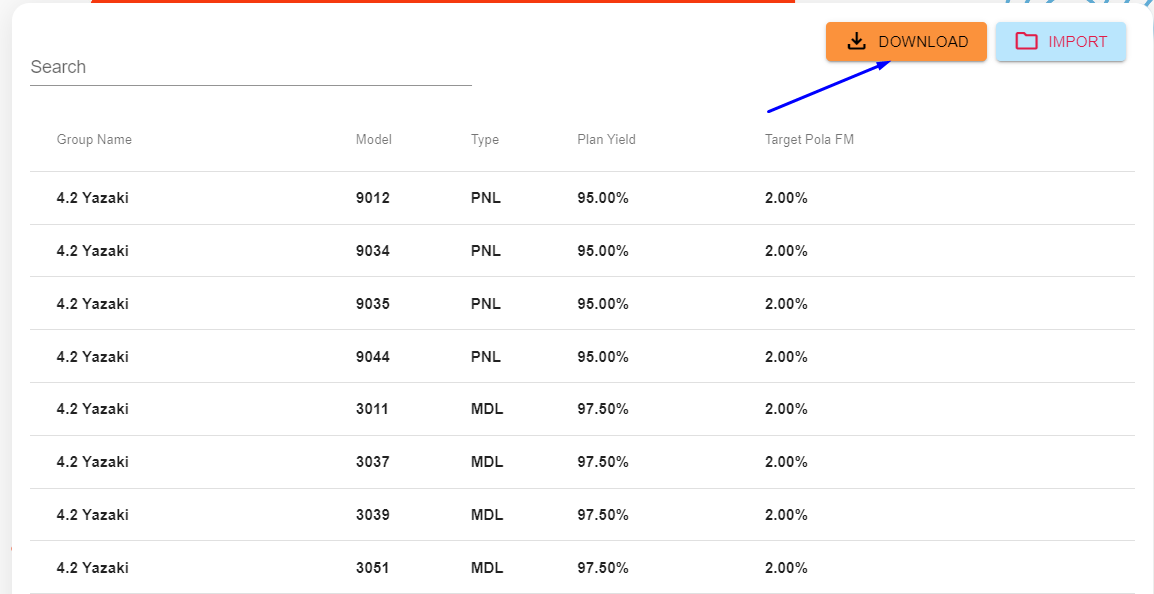 DOWNLOAD IMPORT
Search
Group Name Model Type Plan Yield Target Pola FM
4.2 Yazaki 9012 PNL 95.00% 2.00%
4.2 Yazaki 9034 PNL 95.00% 2.00%
4.2 Yazaki 9035 PNL 95.00% 2.00%
4.2 Yazaki 9044 PNL 95.00% 2.00%
4.2 Yazaki 3011 MDL 97.50% 2.00%
4.2 Yazaki 3037 MDL 97.50% 2.00%
4.2 Yazaki 3039 MDL 97.50% 2.00%
4.2 Yazaki 3051 MDL 97.50% 2.00%